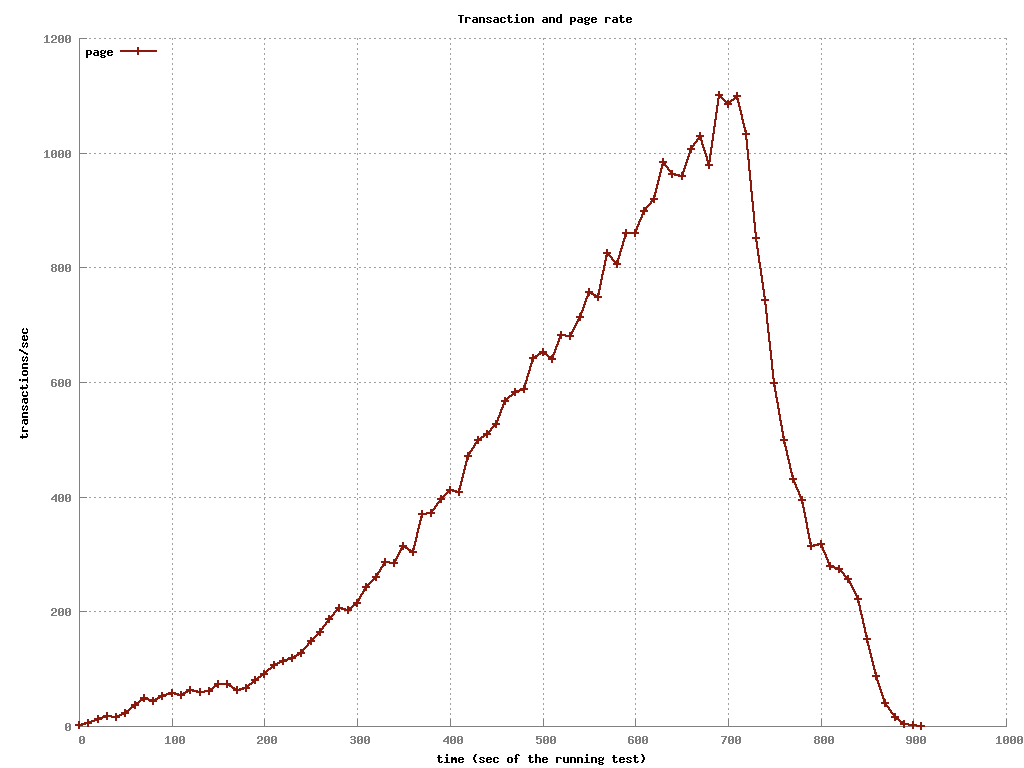 Transaction and page rate
page
1200
1000
800
600
400
200
0
transactions/sec
0 100 200 300 400 500 600 700 800 900 1000
time (sec of the running test)